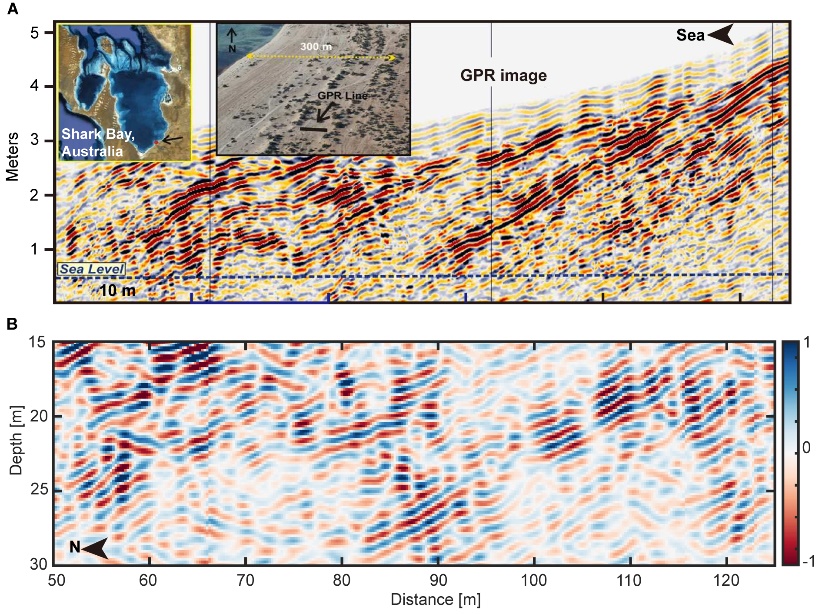 A
Sea
GPR image
N
300 m
GPR Line
Shark Bay,
Australia
Meters
5
4
3
2
1
Sea Level
10 m
B
15
20
25
30
Depth [m]
N
50 60 70 80 90 100 110 120
Distance [m]
1
0
-1